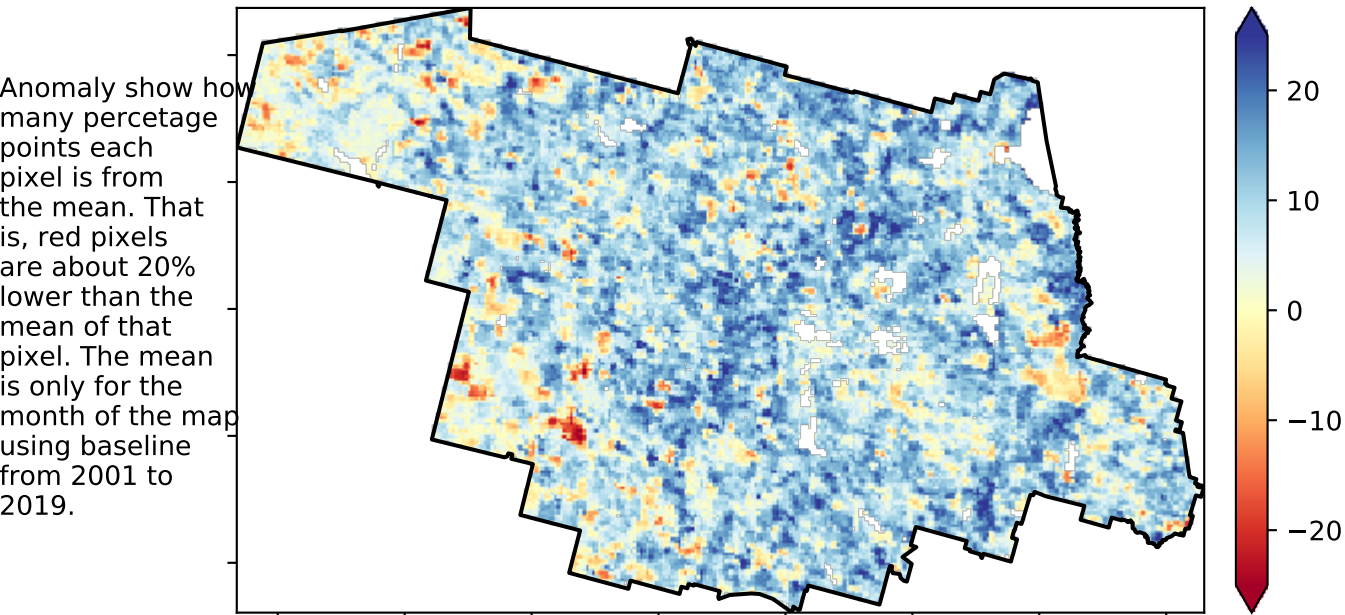 Anomaly show how
many percetage
points each
pixel is from
the mean. That
is, red pixels
are about 20%
lower than the
mean of that
pixel. The mean
is only for the
month of the map
using baseline
from 2001 to
2019.
20
10
0
−10
−20